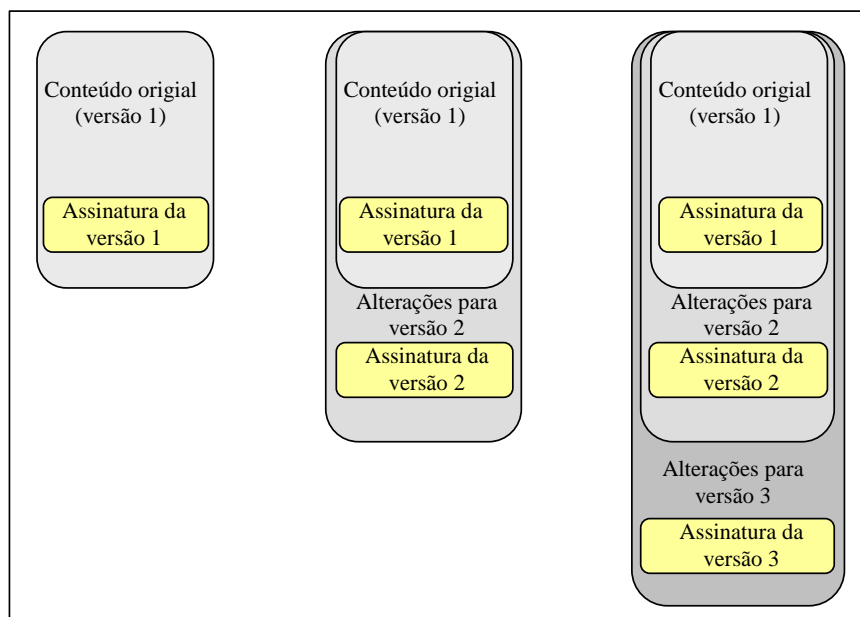 Conteúdo origial
(versão 1)
Assinatura da
versão 1
Conteúdo origial
(versão 1)
Assinatura da
versão 1
Alterações para
versão 2
Assinatura da
versão 2
Conteúdo origial
(versão 1)
Assinatura da
versão 1
Alterações para
versão 2
Assinatura da
versão 2
Alterações para
versão 3
Assinatura da
versão 3